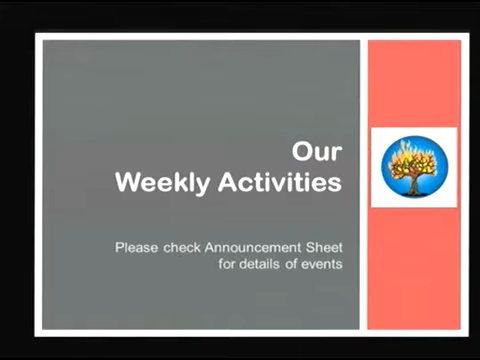 Our
Weekly Activities
Please check Announcement Sheet
for details of events